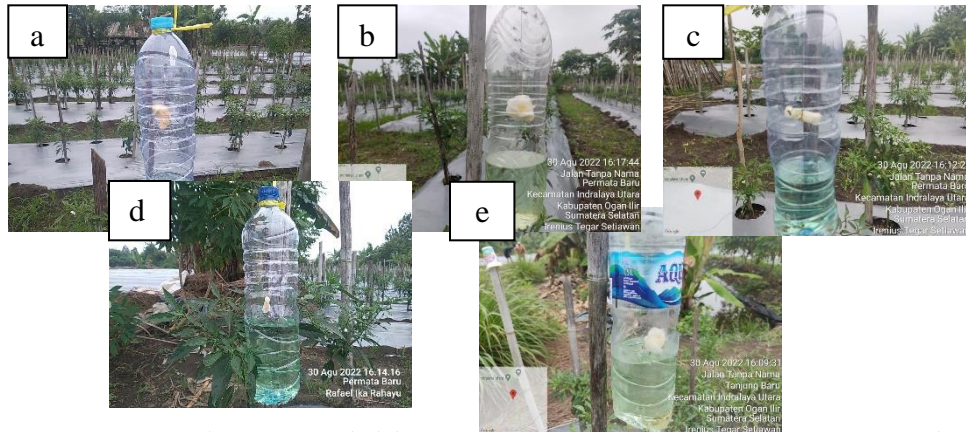 a
b
30 Agu 2022 16:17:44
Jalan Tanpa Nama
Permata Baru
Kecamatan Indralaya Utara
Kabupaten Ogan Ilir
Sumatera Selatan
Irenius Tegar Setiawan
c
30 Agu 2022 16:12:2
Jalan Tanpa Nama
Permata Baru
Kecamatan Indralaya Utara
Kabupaten Ogan Ilir
Sumatera Selatan
Irenius Tegar Setiawan
d
30 Agu 2022 16.14.16
Permata Baru
Rafael Ika Rahayu
e
AQU
30 Agu 2022 16:09:31
Jalan Tanpa Nama
Tanjung Baru
Kecamatan Indralaya Utara
Kabupaten Ogan Ilir
Sumatera Selatan
Irenius Tegar Setiawan